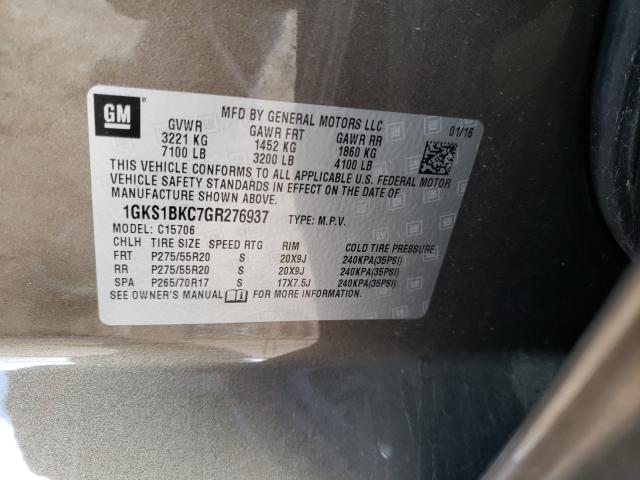 GM
MFD BY GENERAL MOTORS LLC 01/16
GVWR GAWR FRT GAWR RR
3221 KG 1452 KG 1860 KG
7100 LB 3200 LB 4100 LB
THIS VEHICLE CONFORMS TO ALL APPLICABLE U.S. FEDERAL MOTOR
VEHICLE SAFETY STANDARDS IN EFFECT ON THE DATE OF
MANUFACTURE SHOWN ABOVE.
1GKS1BKC7GR276937 TYPE: M.P.V.
MODEL: C15706
CHLH TIRE SIZE SPEED RTG RIM COLD TIRE PRESSURE
FRT P275/55R20 S 20X9J 240KPA(35PSI)
RR P275/55R20 S 20X9J 240KPA(35PSI)
SPA P265/70R17 S 17X7.5J 240KPA(35PSI)
SEE OWNER'S MANUAL FOR MORE INFORMATION.